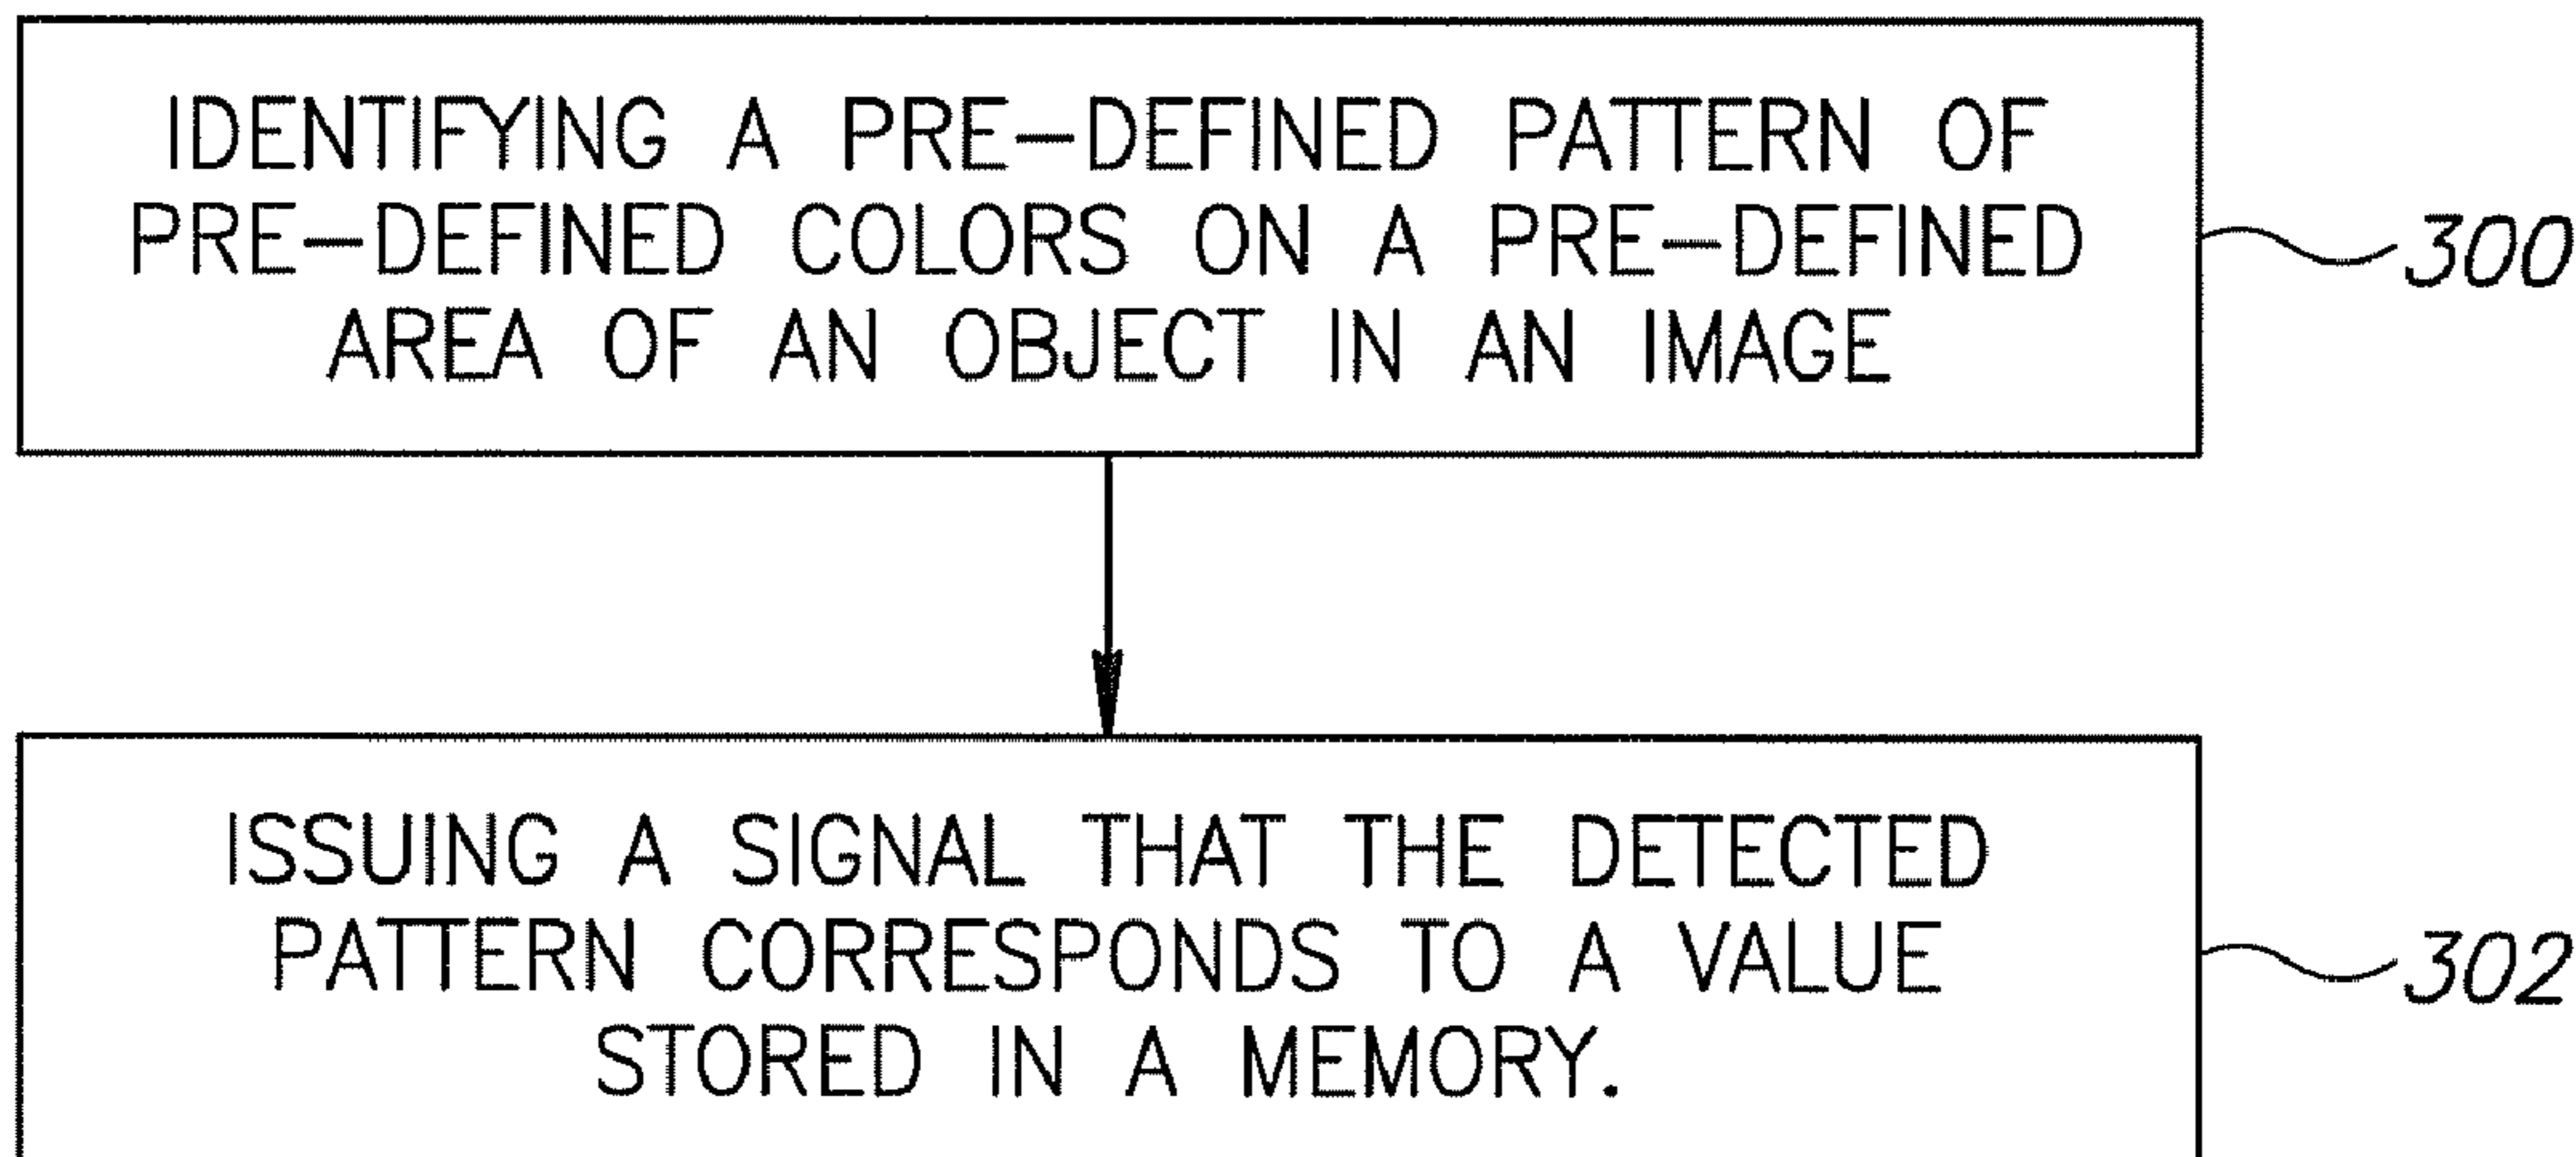 IDENTIFYING A PRE-DEFINED PATTERN OF
PRE-DEFINED COLORS ON A PRE-DEFINED
AREA OF AN OBJECT IN AN IMAGE
300
ISSUING A SIGNAL THAT THE DETECTED
PATTERN CORRESPONDS TO A VALUE
STORED IN A MEMORY.
302